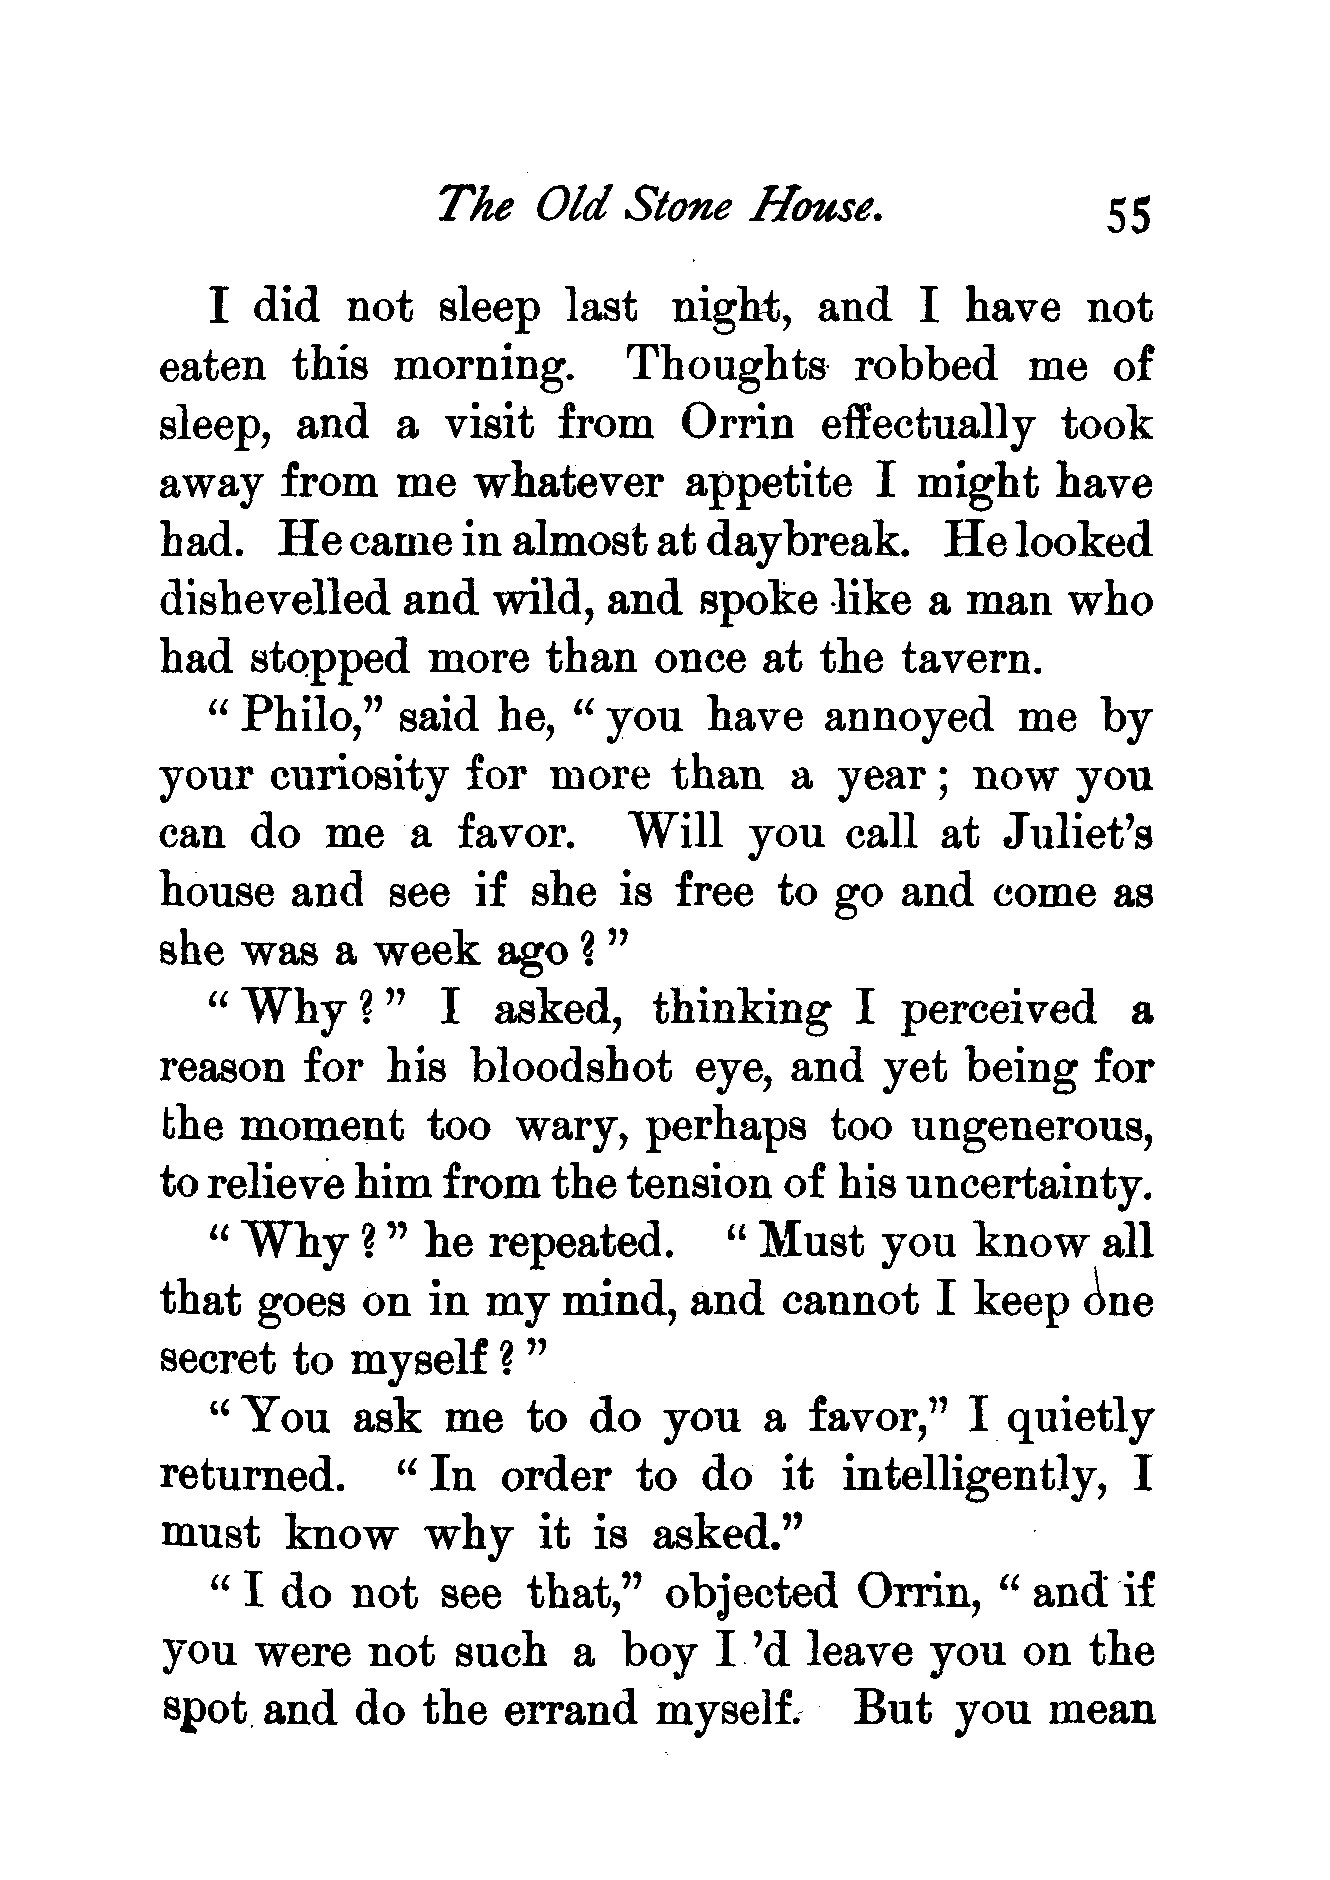 The Old Stone House. 55
I did not sleep last night, and I have not
eaten this morning. Thoughts robbed me of
sleep, and a visit from Orrin effectually took
away from me whatever appetite I might have
had. He came in almost at daybreak. He looked
dishevelled and wild, and spoke like a man who
had stopped more than once at the tavern.
“Philo,” said he, “you have annoyed me by
your curiosity for more than a year; now you
can do me a favor. Will you call at Juliet’s
house and see if she is free to go and come as
she was a week ago?”
“Why?” I asked, thinking I perceived a
reason for his bloodshot eye, and yet being for
the moment too wary, perhaps too ungenerous,
to relieve him from the tension of his uncertainty.
“Why?” he repeated. “Must you know all
that goes on in my mind, and cannot I keep one
secret to myself?”
“You ask me to do you a favor,” I quietly
returned. “In order to do it intelligently, I
must know why it is asked.”
“I do not see that,” objected Orrin, “and if
you were not such a boy I ’d leave you on the
spot and do the errand myself. But you mean